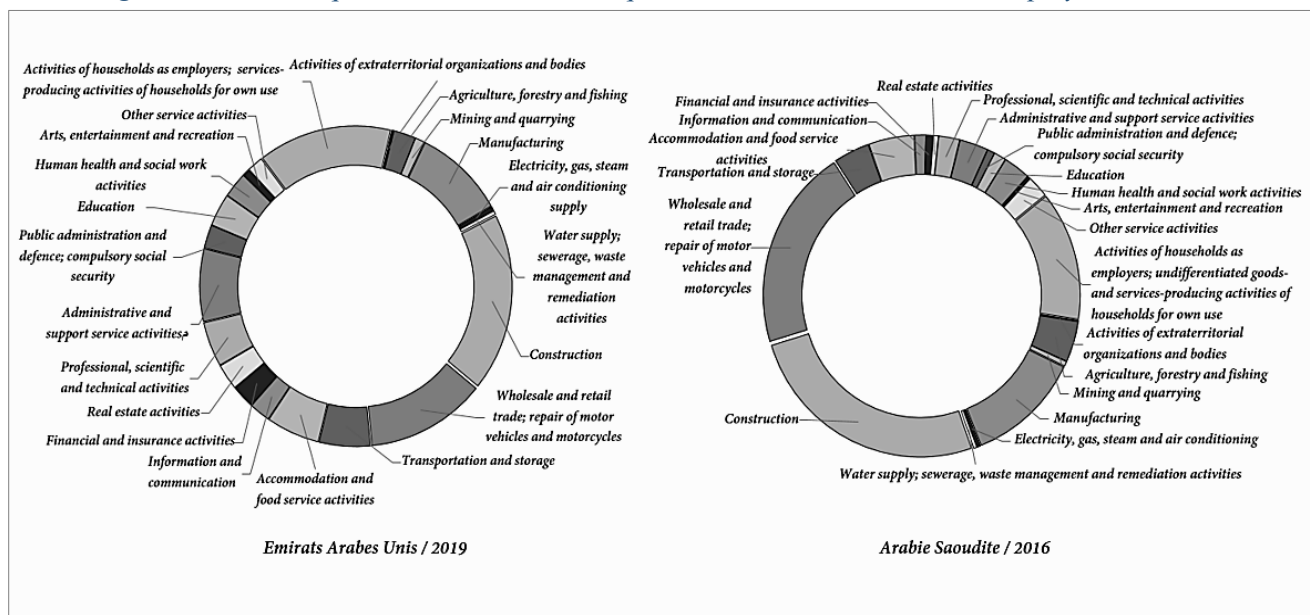 Activities of households as employers; services-
producing activities of households for own use
Activities of extraterritorial organizations and bodies
Agriculture, forestry and fishing
Mining and quarrying
Manufacturing
Electricity, gas, steam
and air conditioning
supply
Water supply;
sewerage, waste
management and
remediation
activities
Construction
Wholesale and retail
trade; repair of motor
vehicles and motorcycles
Transportation and storage
Accommodation and
food service activities
Information and
communication
Financial and insurance activities
Real estate activities
Professional, scientific
and technical activities
Administrative and
support service activities
Public administration and
defence; compulsory social
security
Education
Human health and social work
activities
Arts, entertainment and recreation
Other service activities
Emirats Arabes Unis / 2019
Real estate activities
Financial and insurance activities
Information and communication
Accommodation and food service
activities
Transportation and storage
Wholesale and
retail trade;
repair of motor
vehicles and
motorcycles
Professional, scientific and technical activities
Administrative and support service activities
Public administration and defence;
compulsory social security
Education
Human health and social work activities
Arts, entertainment and recreation
Other service activities
Activities of households as
employers; undifferentiated goods-
and services-producing activities of
households for own use
Activities of extraterritorial
organizations and bodies
Agriculture, forestry and fishing
Mining and quarrying
Manufacturing
Electricity, gas, steam and air conditioning
Water supply; sewerage, waste management and remediation activities
Construction
Arabie Saoudite / 2016